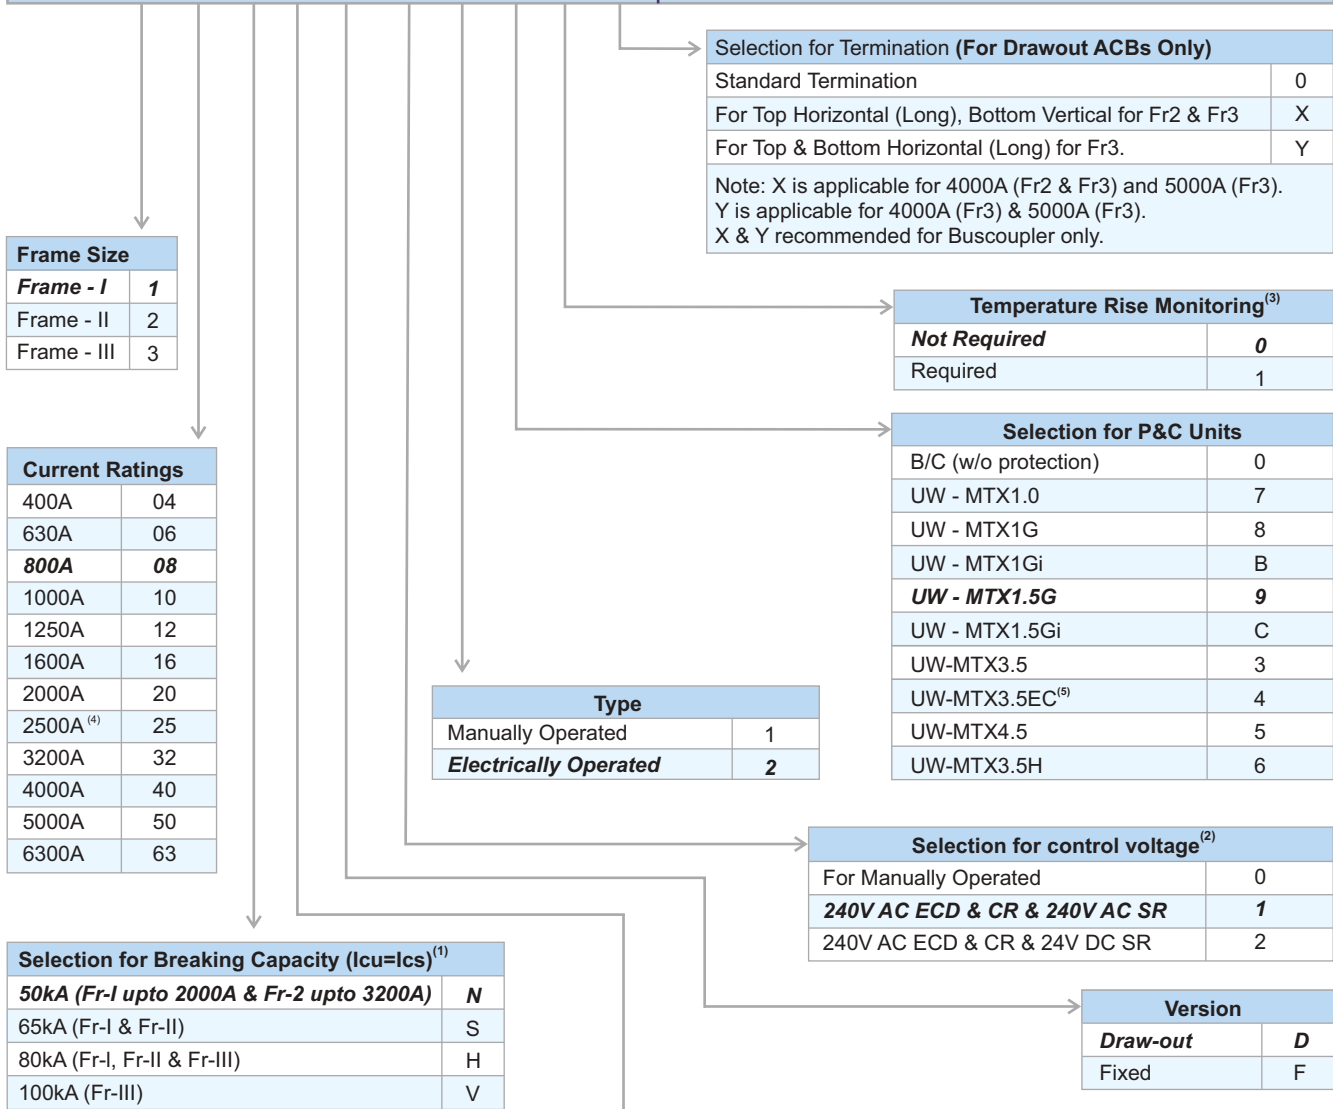 Selection for Termination (For Drawout ACBs Only)
Standard Termination 0
For Top Horizontal (Long), Bottom Vertical for Fr2 & Fr3 X
For Top & Bottom Horizontal (Long) for Fr3. Y
Note: X is applicable for 4000A (Fr2 & Fr3) and 5000A (Fr3).
Y is applicable for 4000A (Fr3) & 5000A (Fr3).
X & Y recommended for Buscoupler only.
Frame Size
Frame - I 1
Frame - II 2
Frame - III 3
Temperature Rise Monitoring(3)
Not Required 0
Required 1
Selection for P&C Units
B/C (w/o protection) 0
UW - MTX1.0 7
UW - MTX1G 8
UW - MTX1Gi B
UW - MTX1.5G 9
UW - MTX1.5Gi C
UW-MTX3.5 3
UW-MTX3.5EC(5) 4
UW-MTX4.5 5
UW-MTX3.5H 6
Current Ratings
400A 04
630A 06
800A 08
1000A 10
1250A 12
1600A 16
2000A 20
2500A (4) 25
3200A 32
4000A 40
5000A 50
6300A 63
Type
Manually Operated 1
Electrically Operated 2
Selection for control voltage(2)
For Manually Operated 0
240V AC ECD & CR & 240V AC SR 1
240V AC ECD & CR & 24V DC SR 2
Selection for Breaking Capacity (Icu=Ics)(1)
50kA (Fr-I upto 2000A & Fr-2 upto 3200A) N
65kA (Fr-I & Fr-II) S
80kA (Fr-I, Fr-II & Fr-III) H
100kA (Fr-III) V
Version
Draw-out D
Fixed F